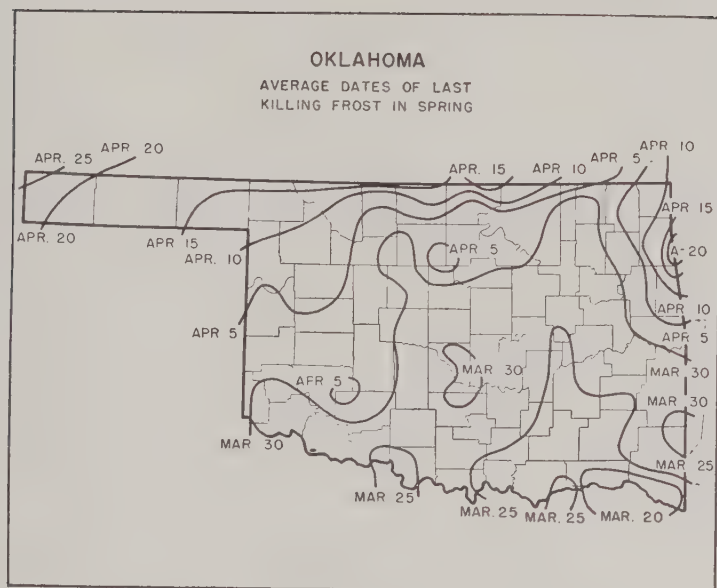 OKLAHOMA
AVERAGE DATES OF LAST
KILLING FROST IN SPRING
APR. 25
APR. 20
APR. 15
APR. 10
APR 5
APR 10
APR 15
A-20
APR. 20
APR 15
APR. 10
APR 5
APR 5
APR 10
APR 5
MAR 30
MAR 30
APR 5
MAR 30
MAR 30
MAR 25
MAR 25
MAR.25
MAR. 25
MAR. 20